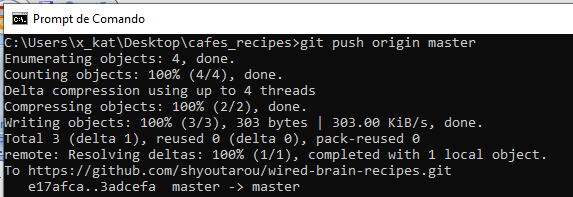 Prompt de Comando
C:\Users\x_kat\Desktop\cafes_recipes>git push origin master
Enumerating objects: 4, done.
Counting objects: 100% (4/4), done.
Delta compression using up to 4 threads
Compressing objects: 100% (2/2), done.
Writing objects: 100% (3/3), 303 bytes | 303.00 KiB/s, done.
Total 3 (delta 1), reused 0 (delta 0), pack-reused 0
remote: Resolving deltas: 100% (1/1), completed with 1 local object.
To https://github.com/shyoutarou/wired-brain-recipes.git
   e17afca..3adcefa  master -> master